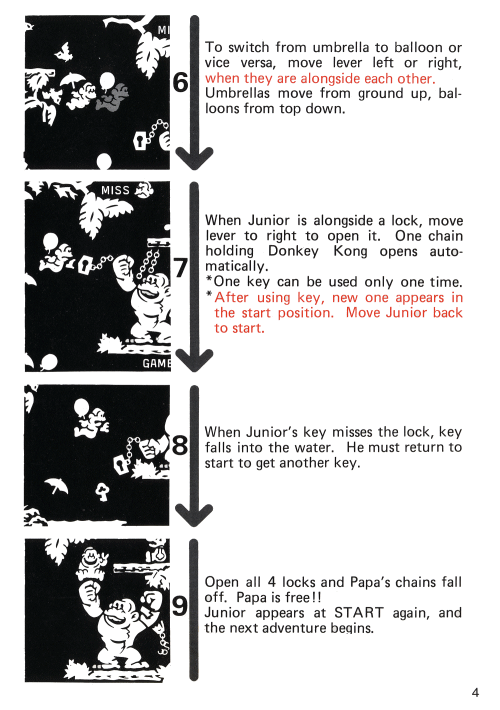 MI
6
To switch from umbrella to balloon or
vice versa, move lever left or right,
when they are alongside each other.
Umbrellas move from ground up, bal-
loons from top down.
MISS
7
When Junior is alongside a lock, move
lever to right to open it. One chain
holding Donkey Kong opens auto-
matically.
*One key can be used only one time.
*After using key, new one appears in
the start position. Move Junior back
to start.
GAME
8
When Junior's key misses the lock, key
falls into the water. He must return to
start to get another key.
9
Open all 4 locks and Papa's chains fall
off. Papa is free!!
Junior appears at START again, and
the next adventure begins.
4